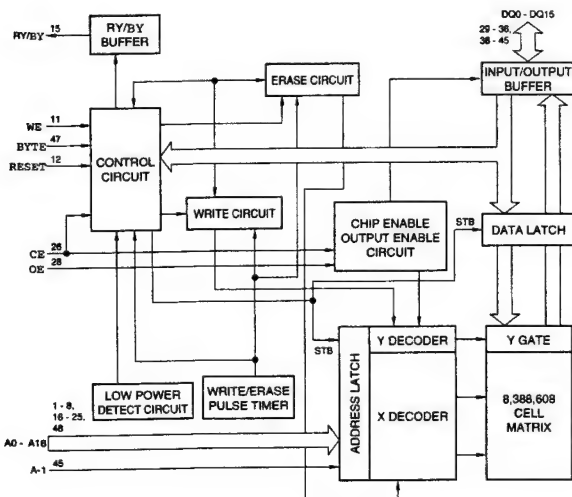 DQ0 - DQ15
29 - 36,
38 - 45
15
RY/BY
RY/BY
BUFFER
ERASE CIRCUIT
INPUT/OUTPUT
BUFFER
WE 11
BYTE 47
RESET 12
CONTROL
CIRCUIT
WRITE CIRCUIT
CHIP ENABLE
OUTPUT ENABLE
CIRCUIT
STB
DATA LATCH
CE 26
OE 28
STB
ADDRESS LATCH
Y DECODER
Y GATE
X DECODER
8,388,608
CELL
MATRIX
LOW POWER
DETECT CIRCUIT
WRITE/ERASE
PULSE TIMER
1 - 8,
16 - 25,
48
A0 - A18
A-1 45